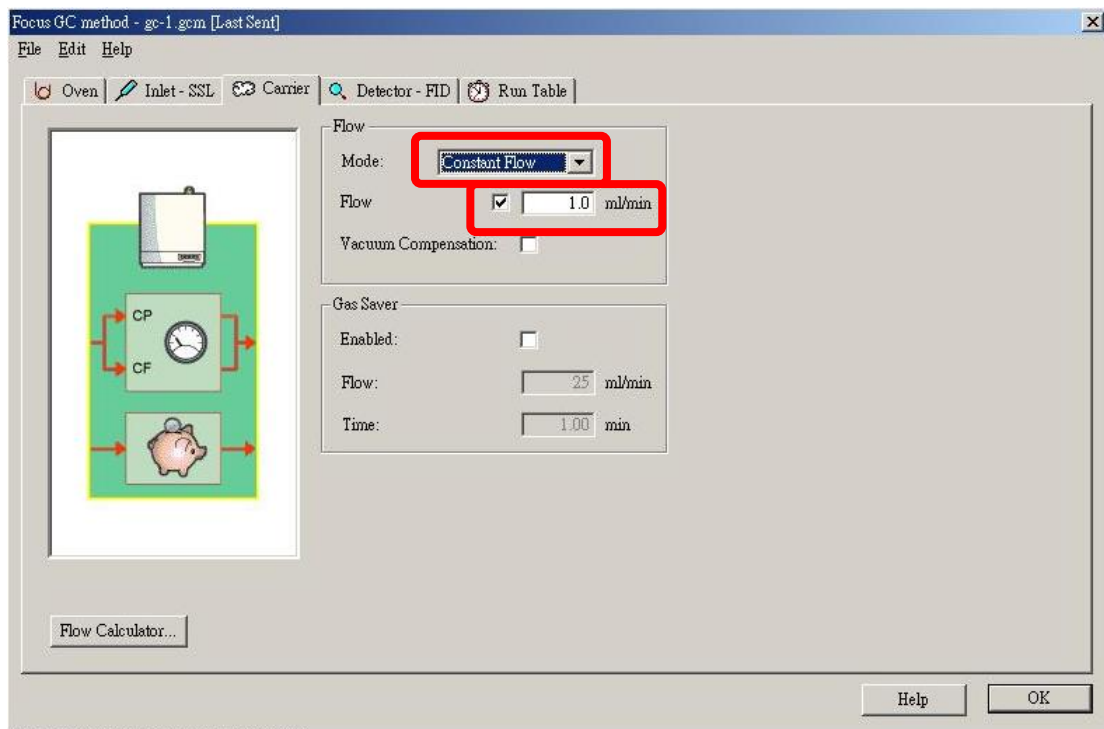 Focus GC method - gc-1.gcm [Last Sent]
File Edit Help
Oven Inlet - SSL Carrier Detector - FID Run Table
Flow
Mode: Constant Flow
Flow 1.0 ml/min
Vacuum Compensation:
Gas Saver
Enabled:
Flow: 25 ml/min
Time: 1.00 min
CP
CF
Flow Calculator...
Help OK